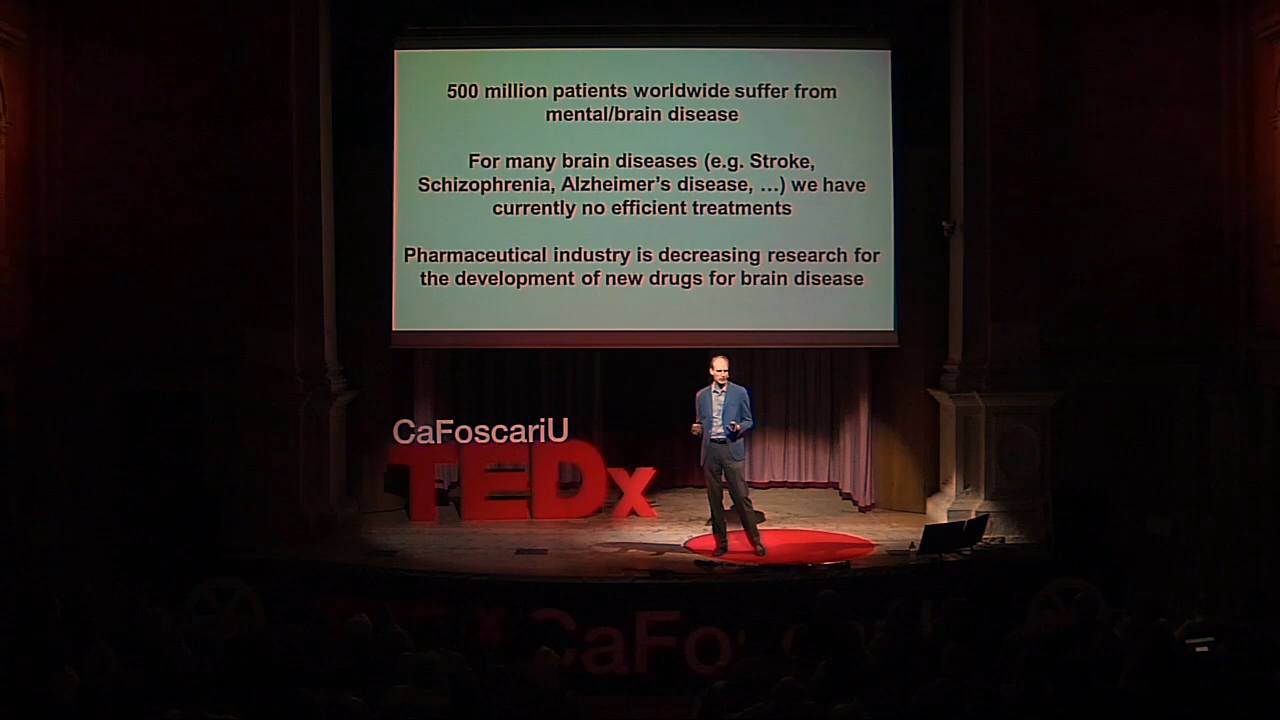 500 million patients worldwide suffer from
mental/brain disease
For many brain diseases (e.g. Stroke,
Schizophrenia, Alzheimer's disease, ...) we have
currently no efficient treatments
Pharmaceutical industry is decreasing research for
the development of new drugs for brain disease
CaFoscariU
TEDx
CaFo